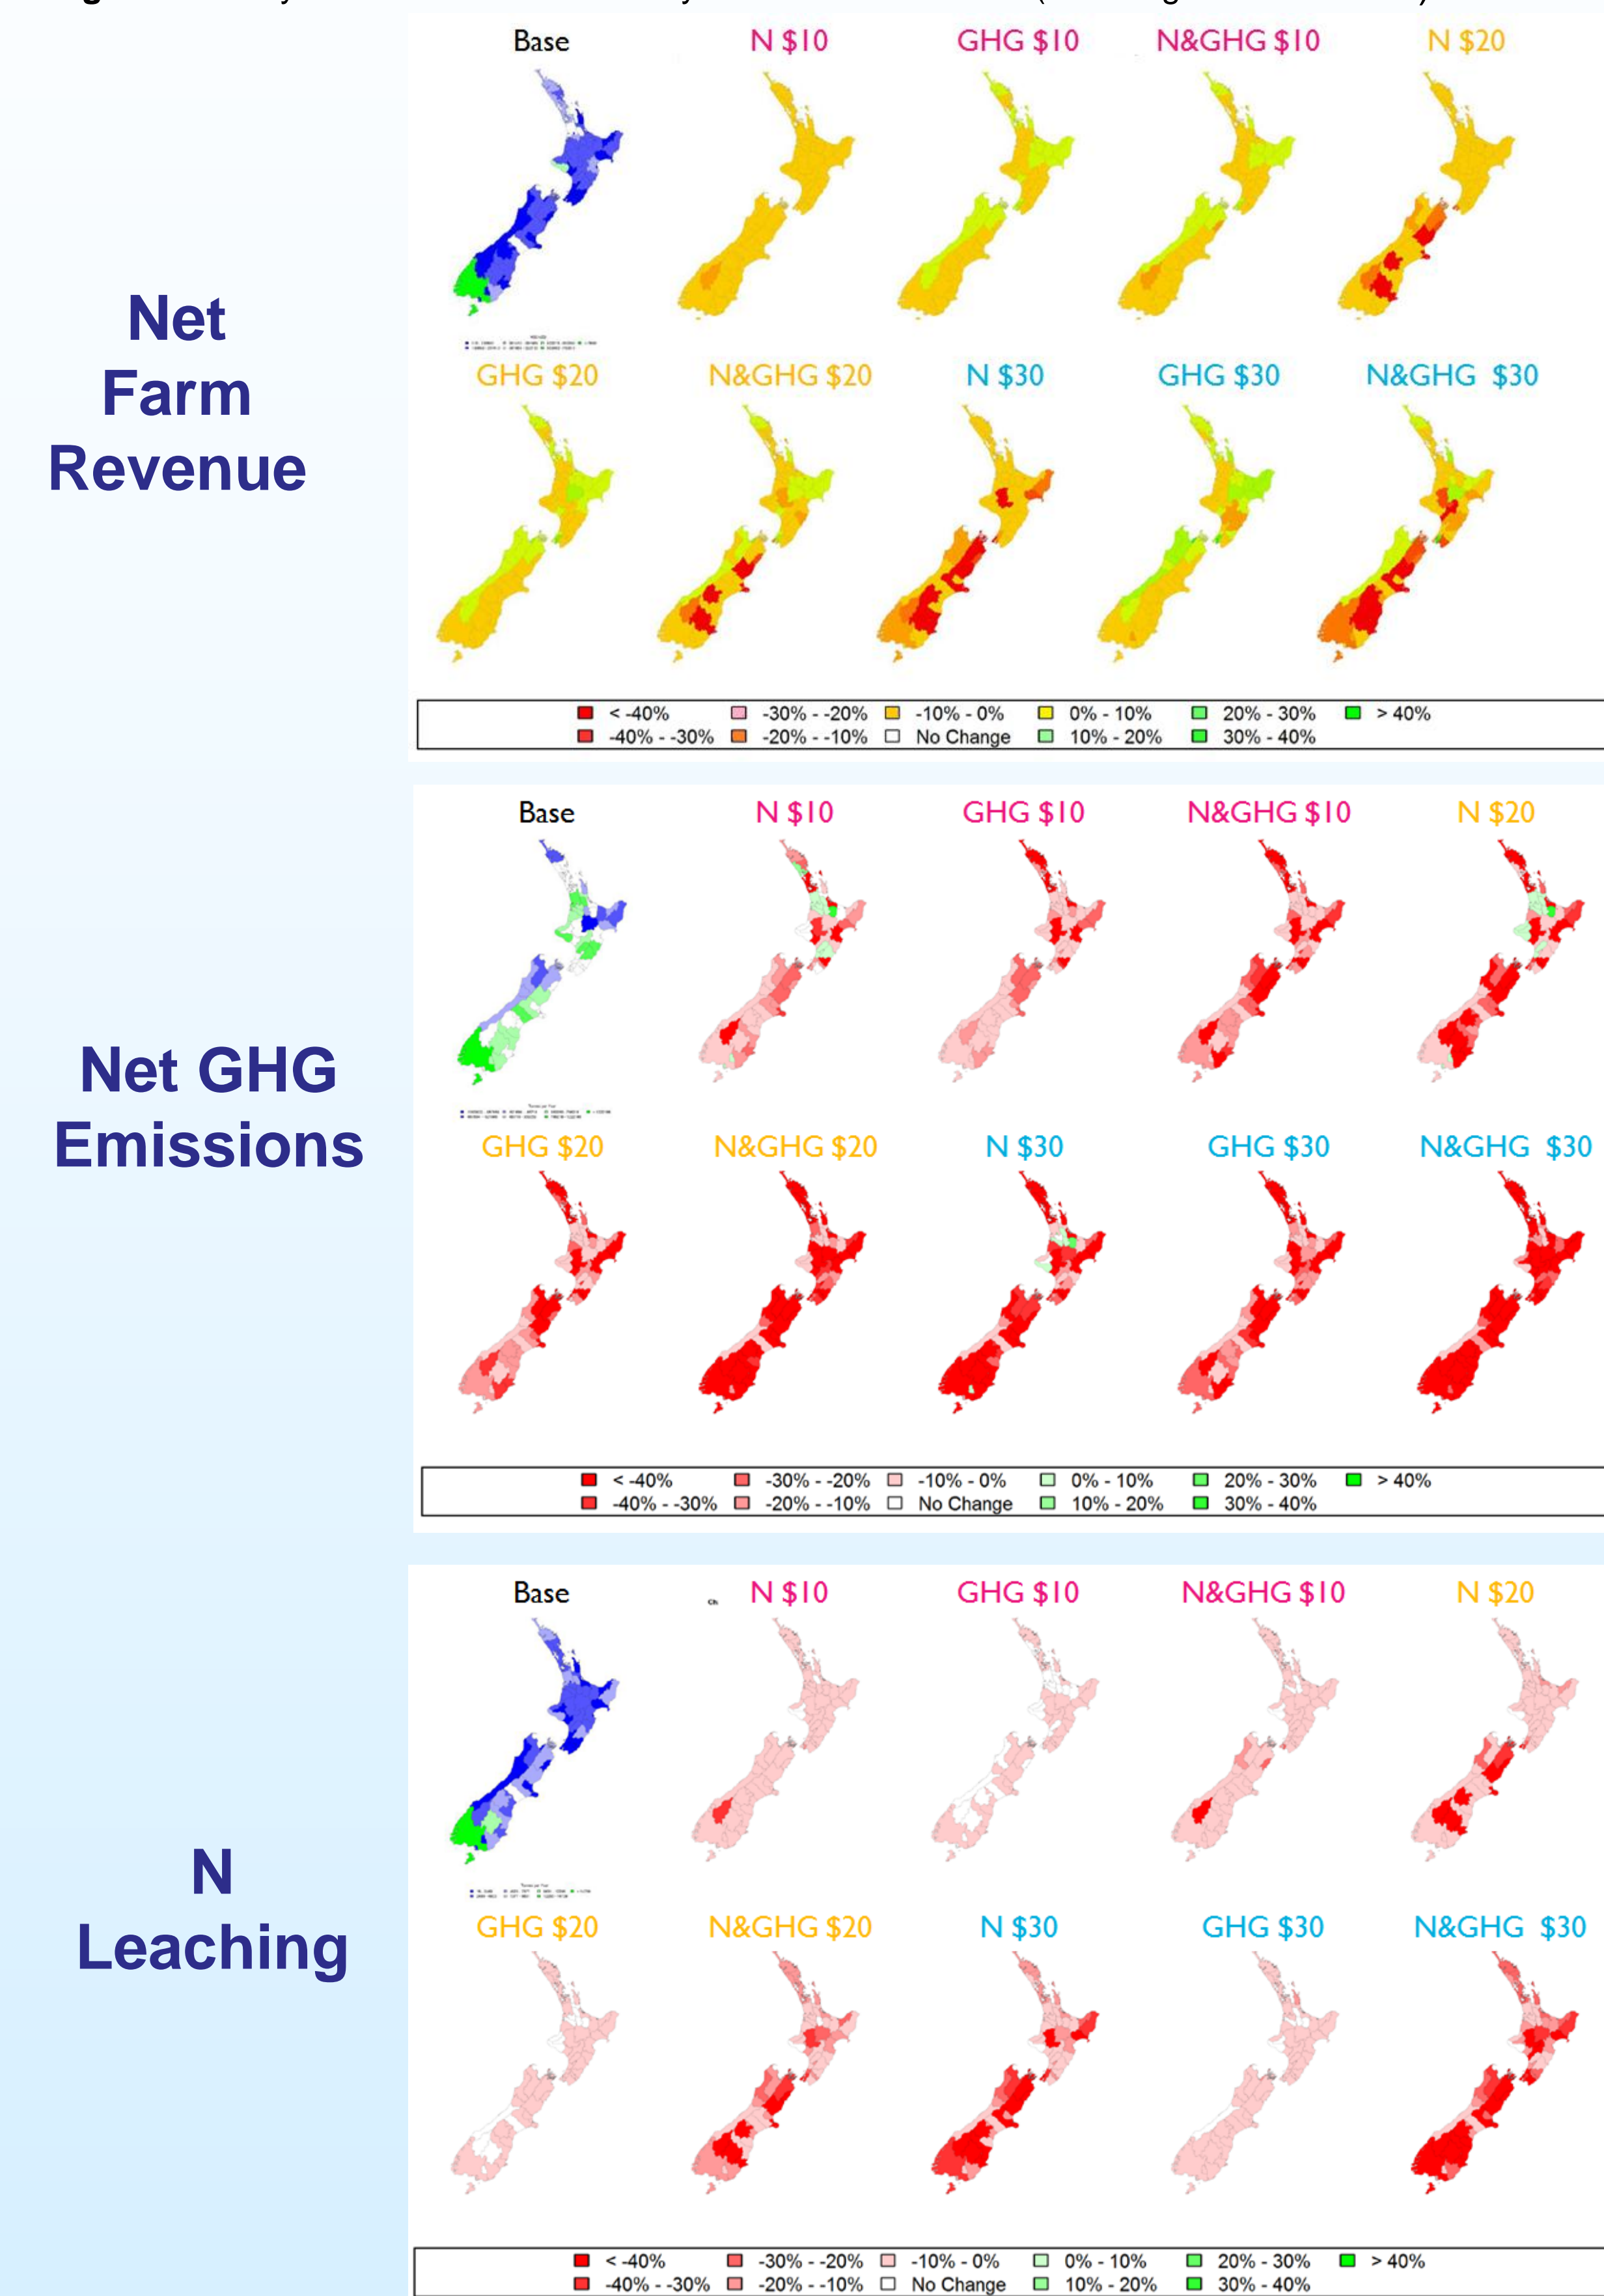 Base N $10 GHG $10 N&GHG $10 N $20
Net
Farm
Revenue
GHG $20 N&GHG $20 N $30 GHG $30 N&GHG $30
< -40% -30% - -20% -10% - 0% 0% - 10% 20% - 30% > 40%
-40% - -30% -20% - -10% No Change 10% - 20% 30% - 40%
Base N $10 GHG $10 N&GHG $10 N $20
Net GHG
Emissions
GHG $20 N&GHG $20 N $30 GHG $30 N&GHG $30
< -40% -30% - -20% -10% - 0% 0% - 10% 20% - 30% > 40%
-40% - -30% -20% - -10% No Change 10% - 20% 30% - 40%
Base Ch N $10 GHG $10 N&GHG $10 N $20
N
Leaching
GHG $20 N&GHG $20 N $30 GHG $30 N&GHG $30
< -40% -30% - -20% -10% - 0% 0% - 10% 20% - 30% > 40%
-40% - -30% -20% - -10% No Change 10% - 20% 30% - 40%